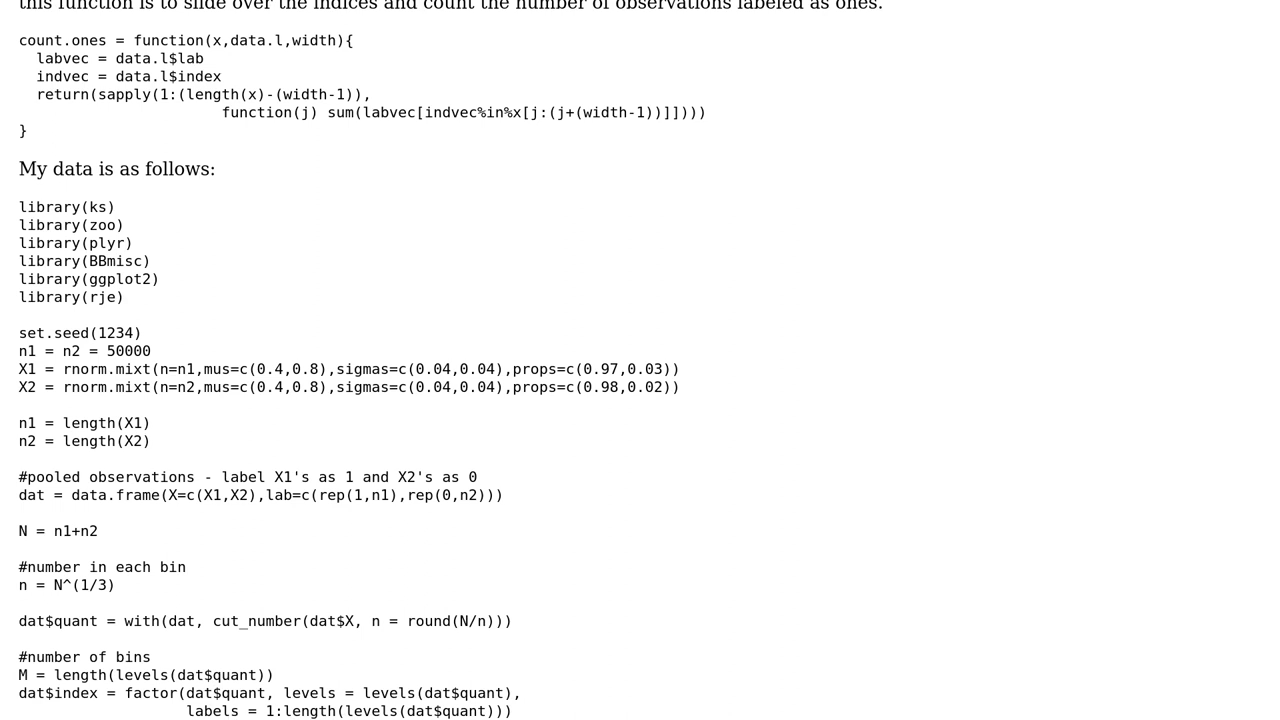 this function is to slide over the indices and count the number of observations labeled as ones.
count.ones = function(x,data.l,width){
  labvec = data.l$lab
  indvec = data.l$index
  return(sapply(1:(length(x)-(width-1)),
                       function(j) sum(labvec[indvec%in%x[j:(j+(width-1))]])))
}
My data is as follows:
library(ks)
library(zoo)
library(plyr)
library(BBmisc)
library(ggplot2)
library(rje)
set.seed(1234)
n1 = n2 = 50000
X1 = rnorm.mixt(n=n1,mus=c(0.4,0.8),sigmas=c(0.04,0.04),props=c(0.97,0.03))
X2 = rnorm.mixt(n=n2,mus=c(0.4,0.8),sigmas=c(0.04,0.04),props=c(0.98,0.02))
n1 = length(X1)
n2 = length(X2)
#pooled observations - label X1's as 1 and X2's as 0
dat = data.frame(X=c(X1,X2),lab=c(rep(1,n1),rep(0,n2)))
N = n1+n2
#number in each bin
n = N^(1/3)
dat$quant = with(dat, cut_number(dat$X, n = round(N/n)))
#number of bins
M = length(levels(dat$quant))
dat$index = factor(dat$quant, levels = levels(dat$quant),
                   labels = 1:length(levels(dat$quant)))